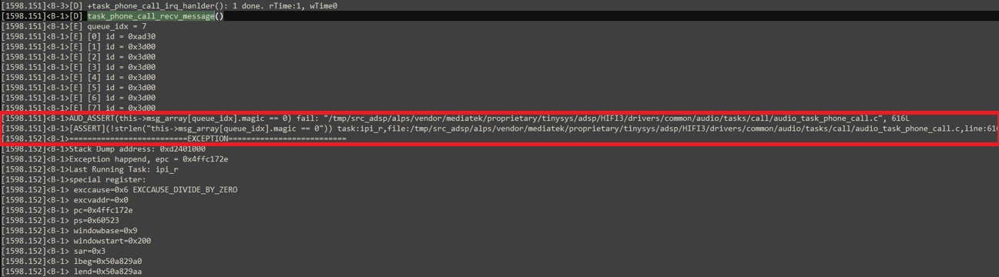 [1598.151]<B-3>[D] +task_phone_call_irq_hanlder(): 1 done. rTime:1, wTime0
[1598.151]<B-1>[D] task_phone_call_recv_message()
[1598.151]<B-1>[E] queue_idx = 7
[1598.151]<B-1>[E] [0] id = 0xad30
[1598.151]<B-1>[E] [1] id = 0x3d00
[1598.151]<B-1>[E] [2] id = 0x3d00
[1598.151]<B-1>[E] [3] id = 0x3d00
[1598.151]<B-1>[E] [4] id = 0x3d00
[1598.151]<B-1>[E] [5] id = 0x3d00
[1598.151]<B-1>[E] [6] id = 0x3d00
[1598.151]<B-1>[E] [7] id = 0x3d00
[1598.151]<B-1>AUD_ASSERT(this->msg_array[queue_idx].magic == 0) fail: "/tmp/src_adsp/alps/vendor/mediatek/proprietary/tinysys/adsp/HIFI3/drivers/common/audio/tasks/call/audio_task_phone_call.c", 616L
[1598.151]<B-1>[ASSERT](!strlen("this->msg_array[queue_idx].magic == 0")) task:ipi_r,file:/tmp/src_adsp/alps/vendor/mediatek/proprietary/tinysys/adsp/HIFI3/drivers/common/audio/tasks/call/audio_task_phone_call.c,line:616
[1598.152]<B-1>=======================EXCEPTION=======================
[1598.152]<B-1>Stack Dump address: 0xd2401000
[1598.152]<B-1>Exception happend, epc = 0x4ffc172e
[1598.152]<B-1>Last Running Task: ipi_r
[1598.152]<B-1>special register:
[1598.152]<B-1> exccause=0x6 EXCCAUSE_DIVIDE_BY_ZERO
[1598.152]<B-1> excvaddr=0x0
[1598.152]<B-1> pc=0x4ffc172e
[1598.152]<B-1> ps=0x60523
[1598.152]<B-1> windowbase=0x9
[1598.152]<B-1> windowstart=0x200
[1598.152]<B-1> sar=0x3
[1598.152]<B-1> lbeg=0x50a829a0
[1598.152]<B-1> lend=0x50a829aa